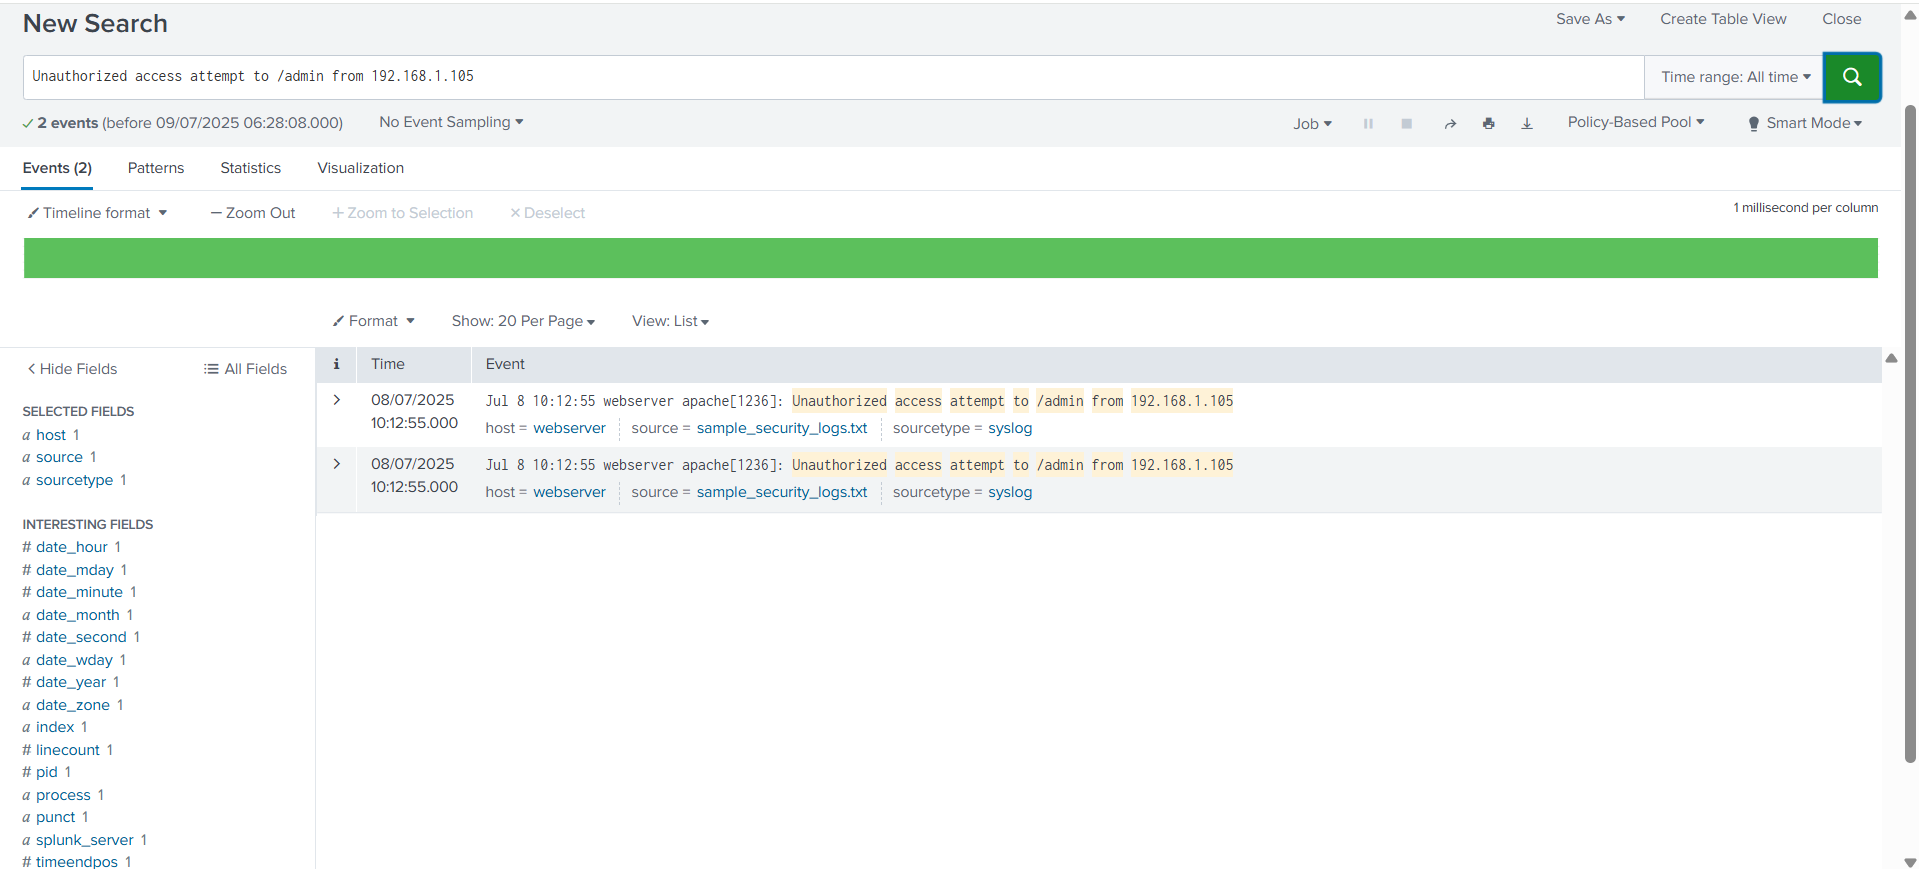 New Search
Save As Create Table View Close
Unauthorized access attempt to /admin from 192.168.1.105
Time range: All time
2 events (before 09/07/2025 06:28:08.000) No Event Sampling
Job Policy-Based Pool Smart Mode
Events (2) Patterns Statistics Visualization
Timeline format — Zoom Out + Zoom to Selection × Deselect
1 millisecond per column
Format Show: 20 Per Page View: List
< Hide Fields All Fields
i Time Event
SELECTED FIELDS
a host 1
a source 1
a sourcetype 1
INTERESTING FIELDS
# date_hour 1
# date_mday 1
# date_minute 1
a date_month 1
# date_second 1
a date_wday 1
# date_year 1
a date_zone 1
a index 1
# linecount 1
# pid 1
a process 1
a punct 1
a splunk_server 1
# timeendpos 1
> 08/07/2025 Jul 8 10:12:55 webserver apache[1236]: Unauthorized access attempt to /admin from 192.168.1.105
10:12:55.000 host = webserver source = sample_security_logs.txt sourcetype = syslog
> 08/07/2025 Jul 8 10:12:55 webserver apache[1236]: Unauthorized access attempt to /admin from 192.168.1.105
10:12:55.000 host = webserver source = sample_security_logs.txt sourcetype = syslog